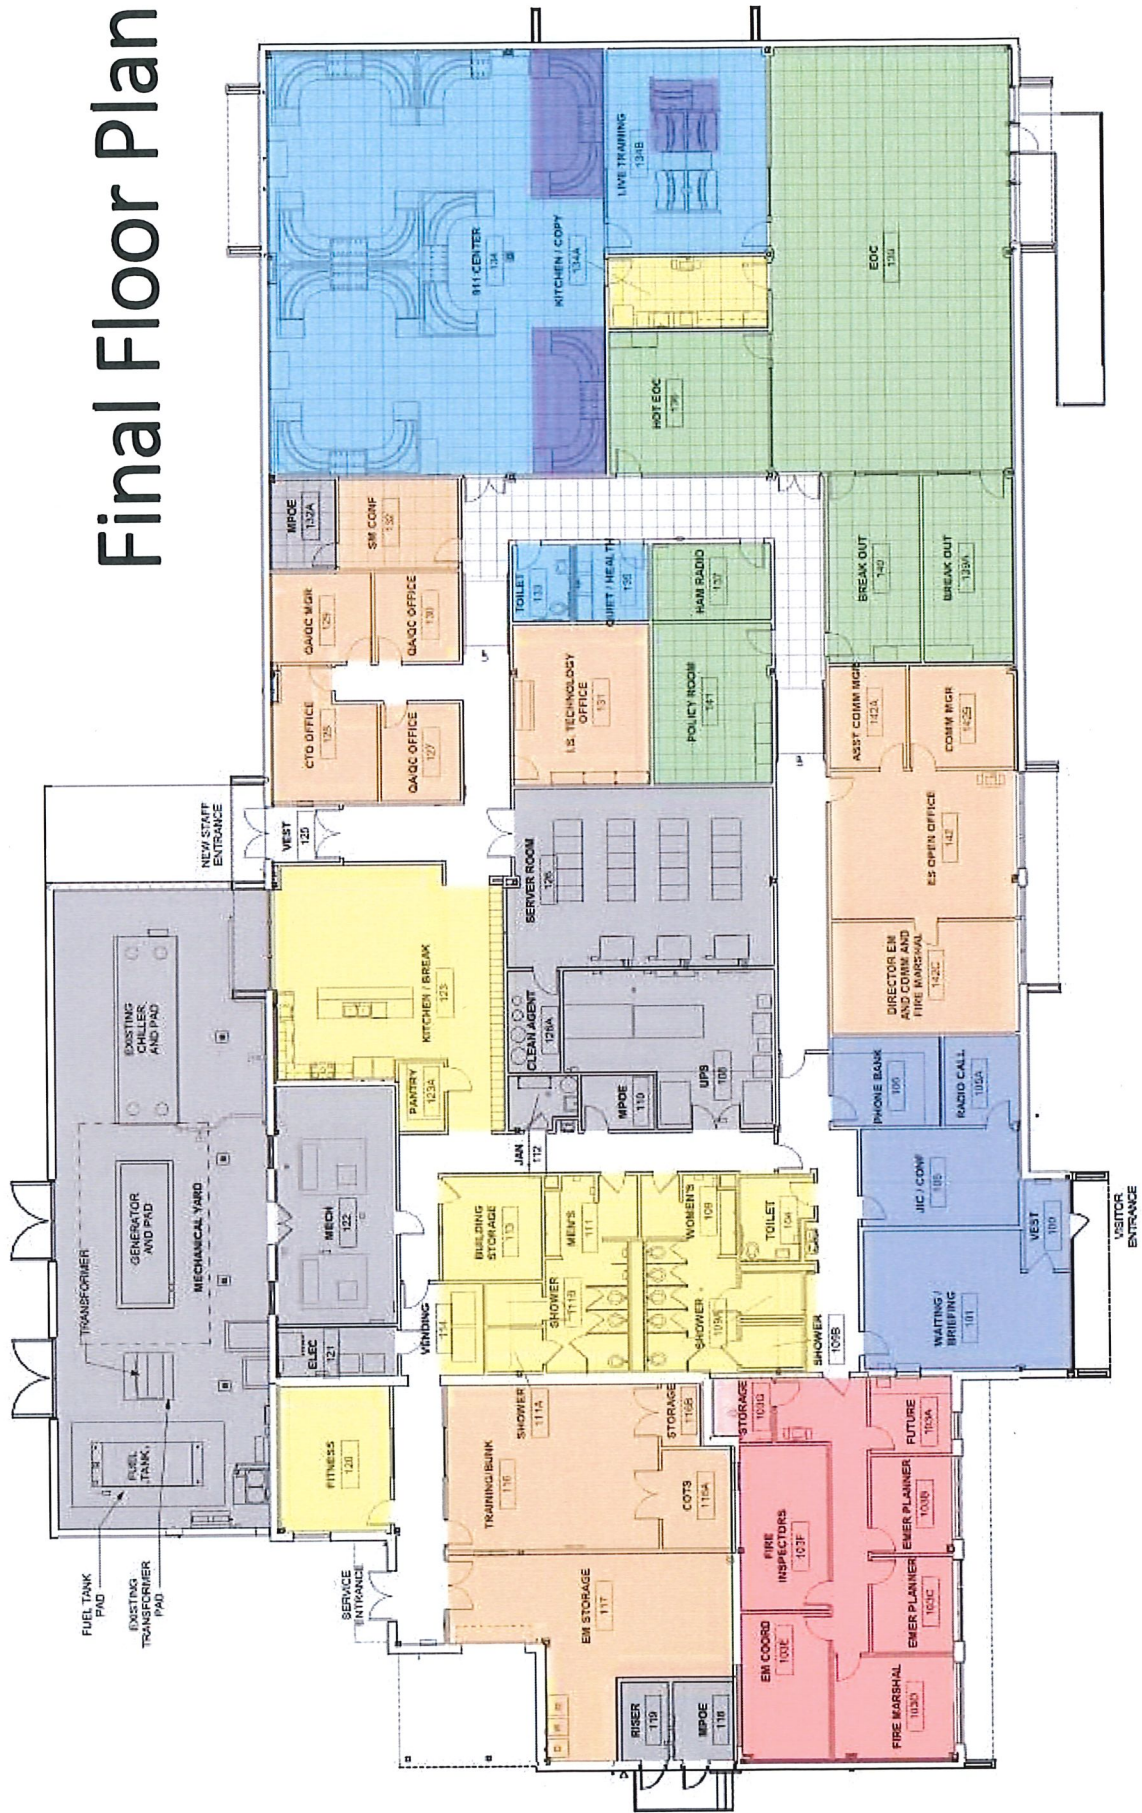 Final Floor Plan
911 CENTER
134
KITCHEN / COPY
134A
LIVE TRAINING
134B
EOC
139
HOT EOC
MPOE
132A
SM CONF
132
QA/QC MGR
129
QA/QC OFFICE
130
CTO OFFICE
QA/QC OFFICE
127
TOILET
133
QUIET / HEALTH
HAM RADIO
137
I.S. TECHNOLOGY
OFFICE
131
POLICY ROOM
141
UP
UP
BREAK OUT
140
BREAK OUT
139A
ASST COMM MGR
142A
COMM MGR
142B
ES OPEN OFFICE
142
DIRECTOR EM
AND COMM AND
FIRE MARSHAL
142C
NEW STAFF
ENTRANCE
VEST
125
SERVER ROOM
126
CLEAN AGENT
126A
KITCHEN / BREAK
123
PANTRY
123A
UPS
108
MPOE
110
JAN
112
PHONE BANK
106
RADIO CALL
105A
JIC / CONF
105
VEST
100
VISITOR
ENTRANCE
WAITING /
BRIEFING
101
EXISTING
CHILLER
AND PAD
GENERATOR
AND PAD
MECHANICAL YARD
TRANSFORMER
FUEL
TANK
FUEL TANK
PAD
EXISTING
TRANSFORMER
PAD
MECH
122
ELEC
121
FITNESS
120
BUILDING
STORAGE
113
MEN'S
111
WOMEN'S
109
TOILET
104
VENDING
114
SHOWER
111B
SHOWER
109A
SHOWER
109B
SHOWER
111A
TRAINING/BUNK
116
STORAGE
116B
COTS
116A
SERVICE
ENTRANCE
EM STORAGE
117
RISER
119
MPOE
118
STORAGE
103G
FUTURE
103A
FIRE
INSPECTORS
103F
EMER PLANNER
103B
EMER PLANNER
103C
EM COORD
103E
FIRE MARSHAL
103D